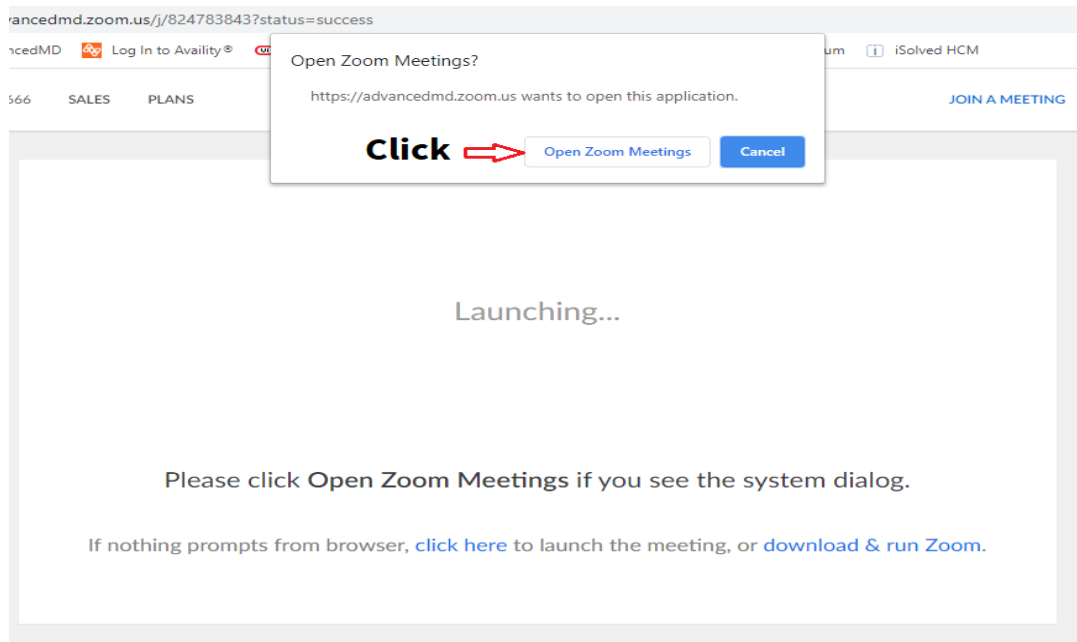 vancedmd.zoom.us/j/824783843?status=success
ncedMD Log In to Availity® um iSolved HCM
Open Zoom Meetings?
https://advancedmd.zoom.us wants to open this application.
666 SALES PLANS JOIN A MEETING
Click Open Zoom Meetings Cancel
Launching...
Please click Open Zoom Meetings if you see the system dialog.
If nothing prompts from browser, click here to launch the meeting, or download & run Zoom.